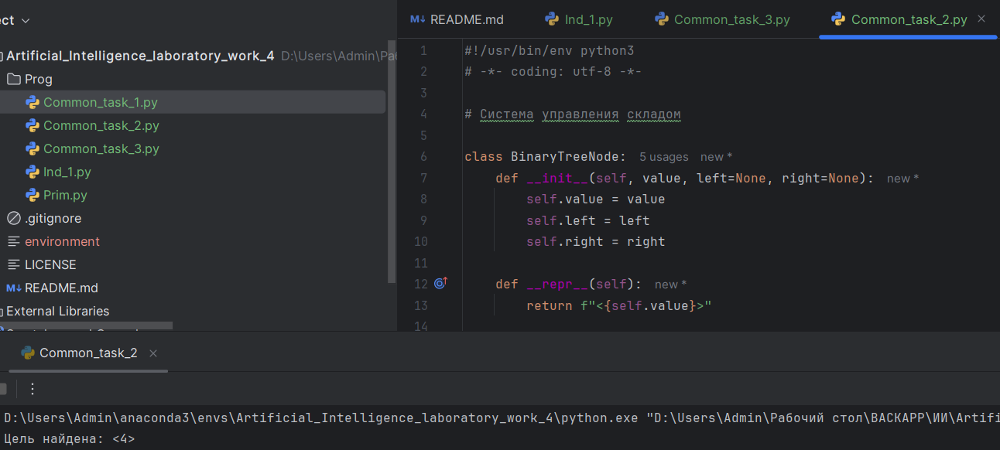 ct
Artificial_Intelligence_laboratory_work_4 D:\Users\Admin\Ра
Prog
Common_task_1.py
Common_task_2.py
Common_task_3.py
Ind_1.py
Prim.py
.gitignore
environment
LICENSE
README.md
External Libraries
README.md Ind_1.py Common_task_3.py Common_task_2.py
1 #!/usr/bin/env python3
2 # -*- coding: utf-8 -*-
3
4 # Система управления складом
5
6 class BinaryTreeNode: 5 usages new *
7 def __init__(self, value, left=None, right=None): new *
8 self.value = value
9 self.left = left
10 self.right = right
11
12 def __repr__(self): new *
13 return f"<{self.value}>"
14
Common_task_2
D:\Users\Admin\anaconda3\envs\Artificial_Intelligence_laboratory_work_4\python.exe "D:\Users\Admin\Рабочий стол\ВАСКАРР\ИИ\Artifi
Цель найдена: <4>